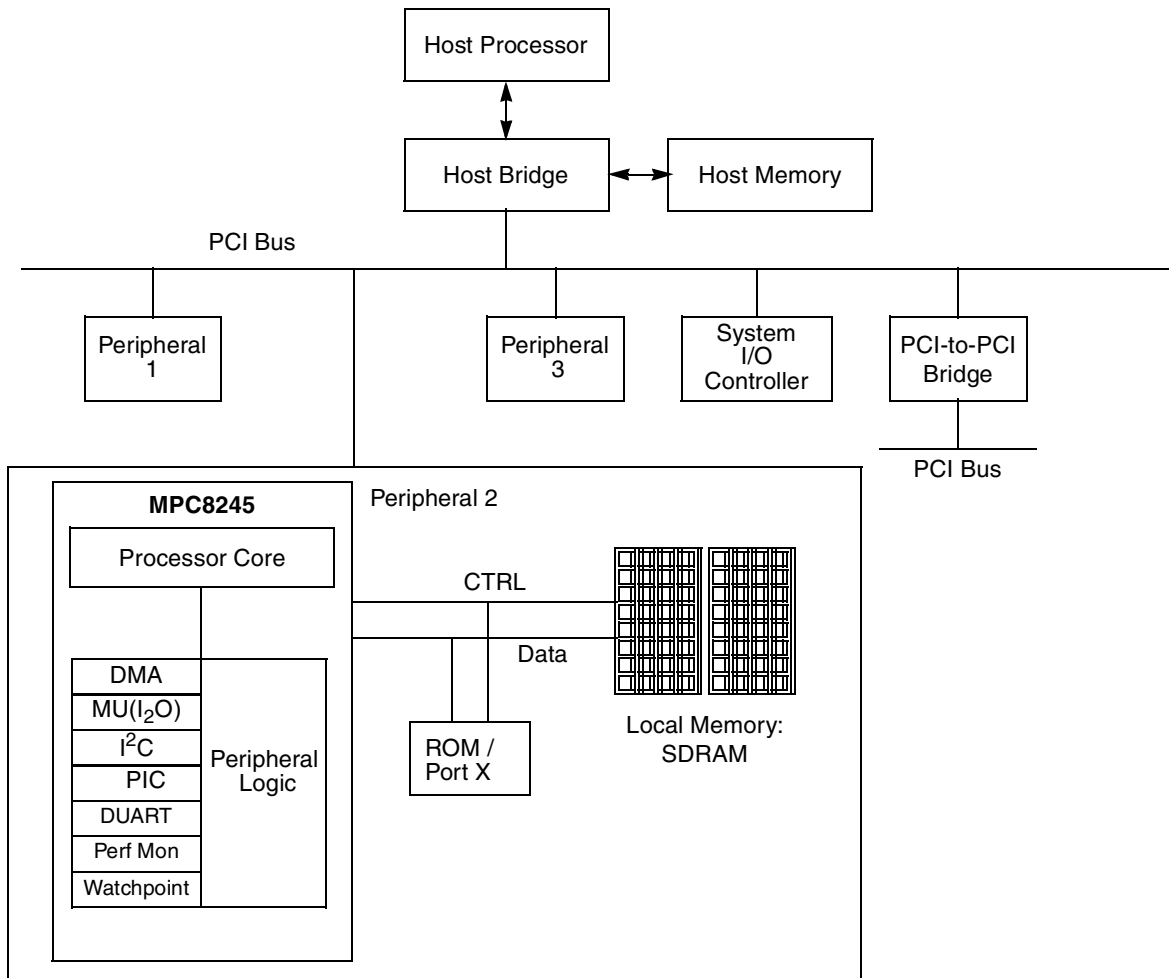 Host Processor
Host Bridge
Host Memory
PCI Bus
Peripheral
1
Peripheral
3
System
I/O
Controller
PCI-to-PCI
Bridge
PCI Bus
Peripheral 2
MPC8245
Processor Core
CTRL
Data
DMA
MU(I₂O)
I²C
PIC
DUART
Perf Mon
Watchpoint
Peripheral
Logic
ROM /
Port X
Local Memory:
SDRAM